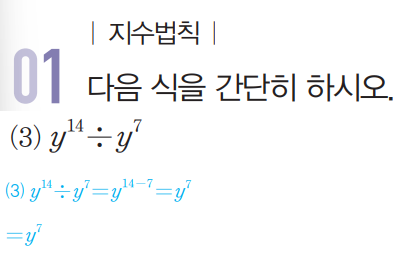 | 지수법칙 |
01 다음 식을 간단히 하시오.
(3) y¹⁴÷y⁷
(3) y¹⁴÷y⁷=y¹⁴⁻⁷=y⁷
=y⁷